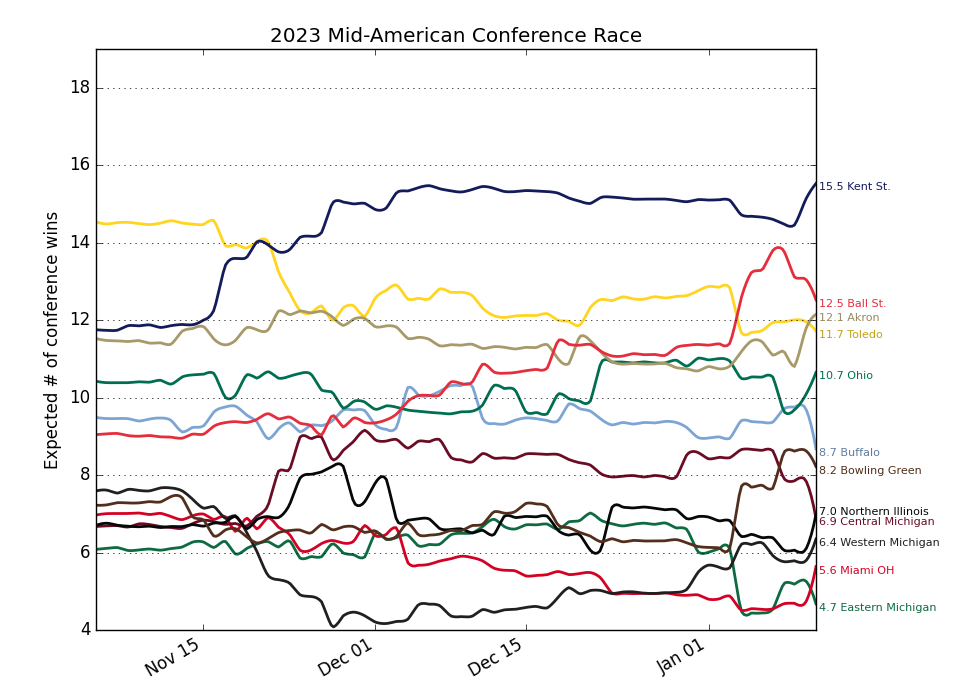 2023 Mid-American Conference Race
Expected # of conference wins
18
16
14
12
10
8
6
4
Nov 15
Dec 01
Dec 15
Jan 01
15.5 Kent St.
12.5 Ball St.
12.1 Akron
11.7 Toledo
10.7 Ohio
8.7 Buffalo
8.2 Bowling Green
7.0 Northern Illinois
6.9 Central Michigan
6.4 Western Michigan
5.6 Miami OH
4.7 Eastern Michigan